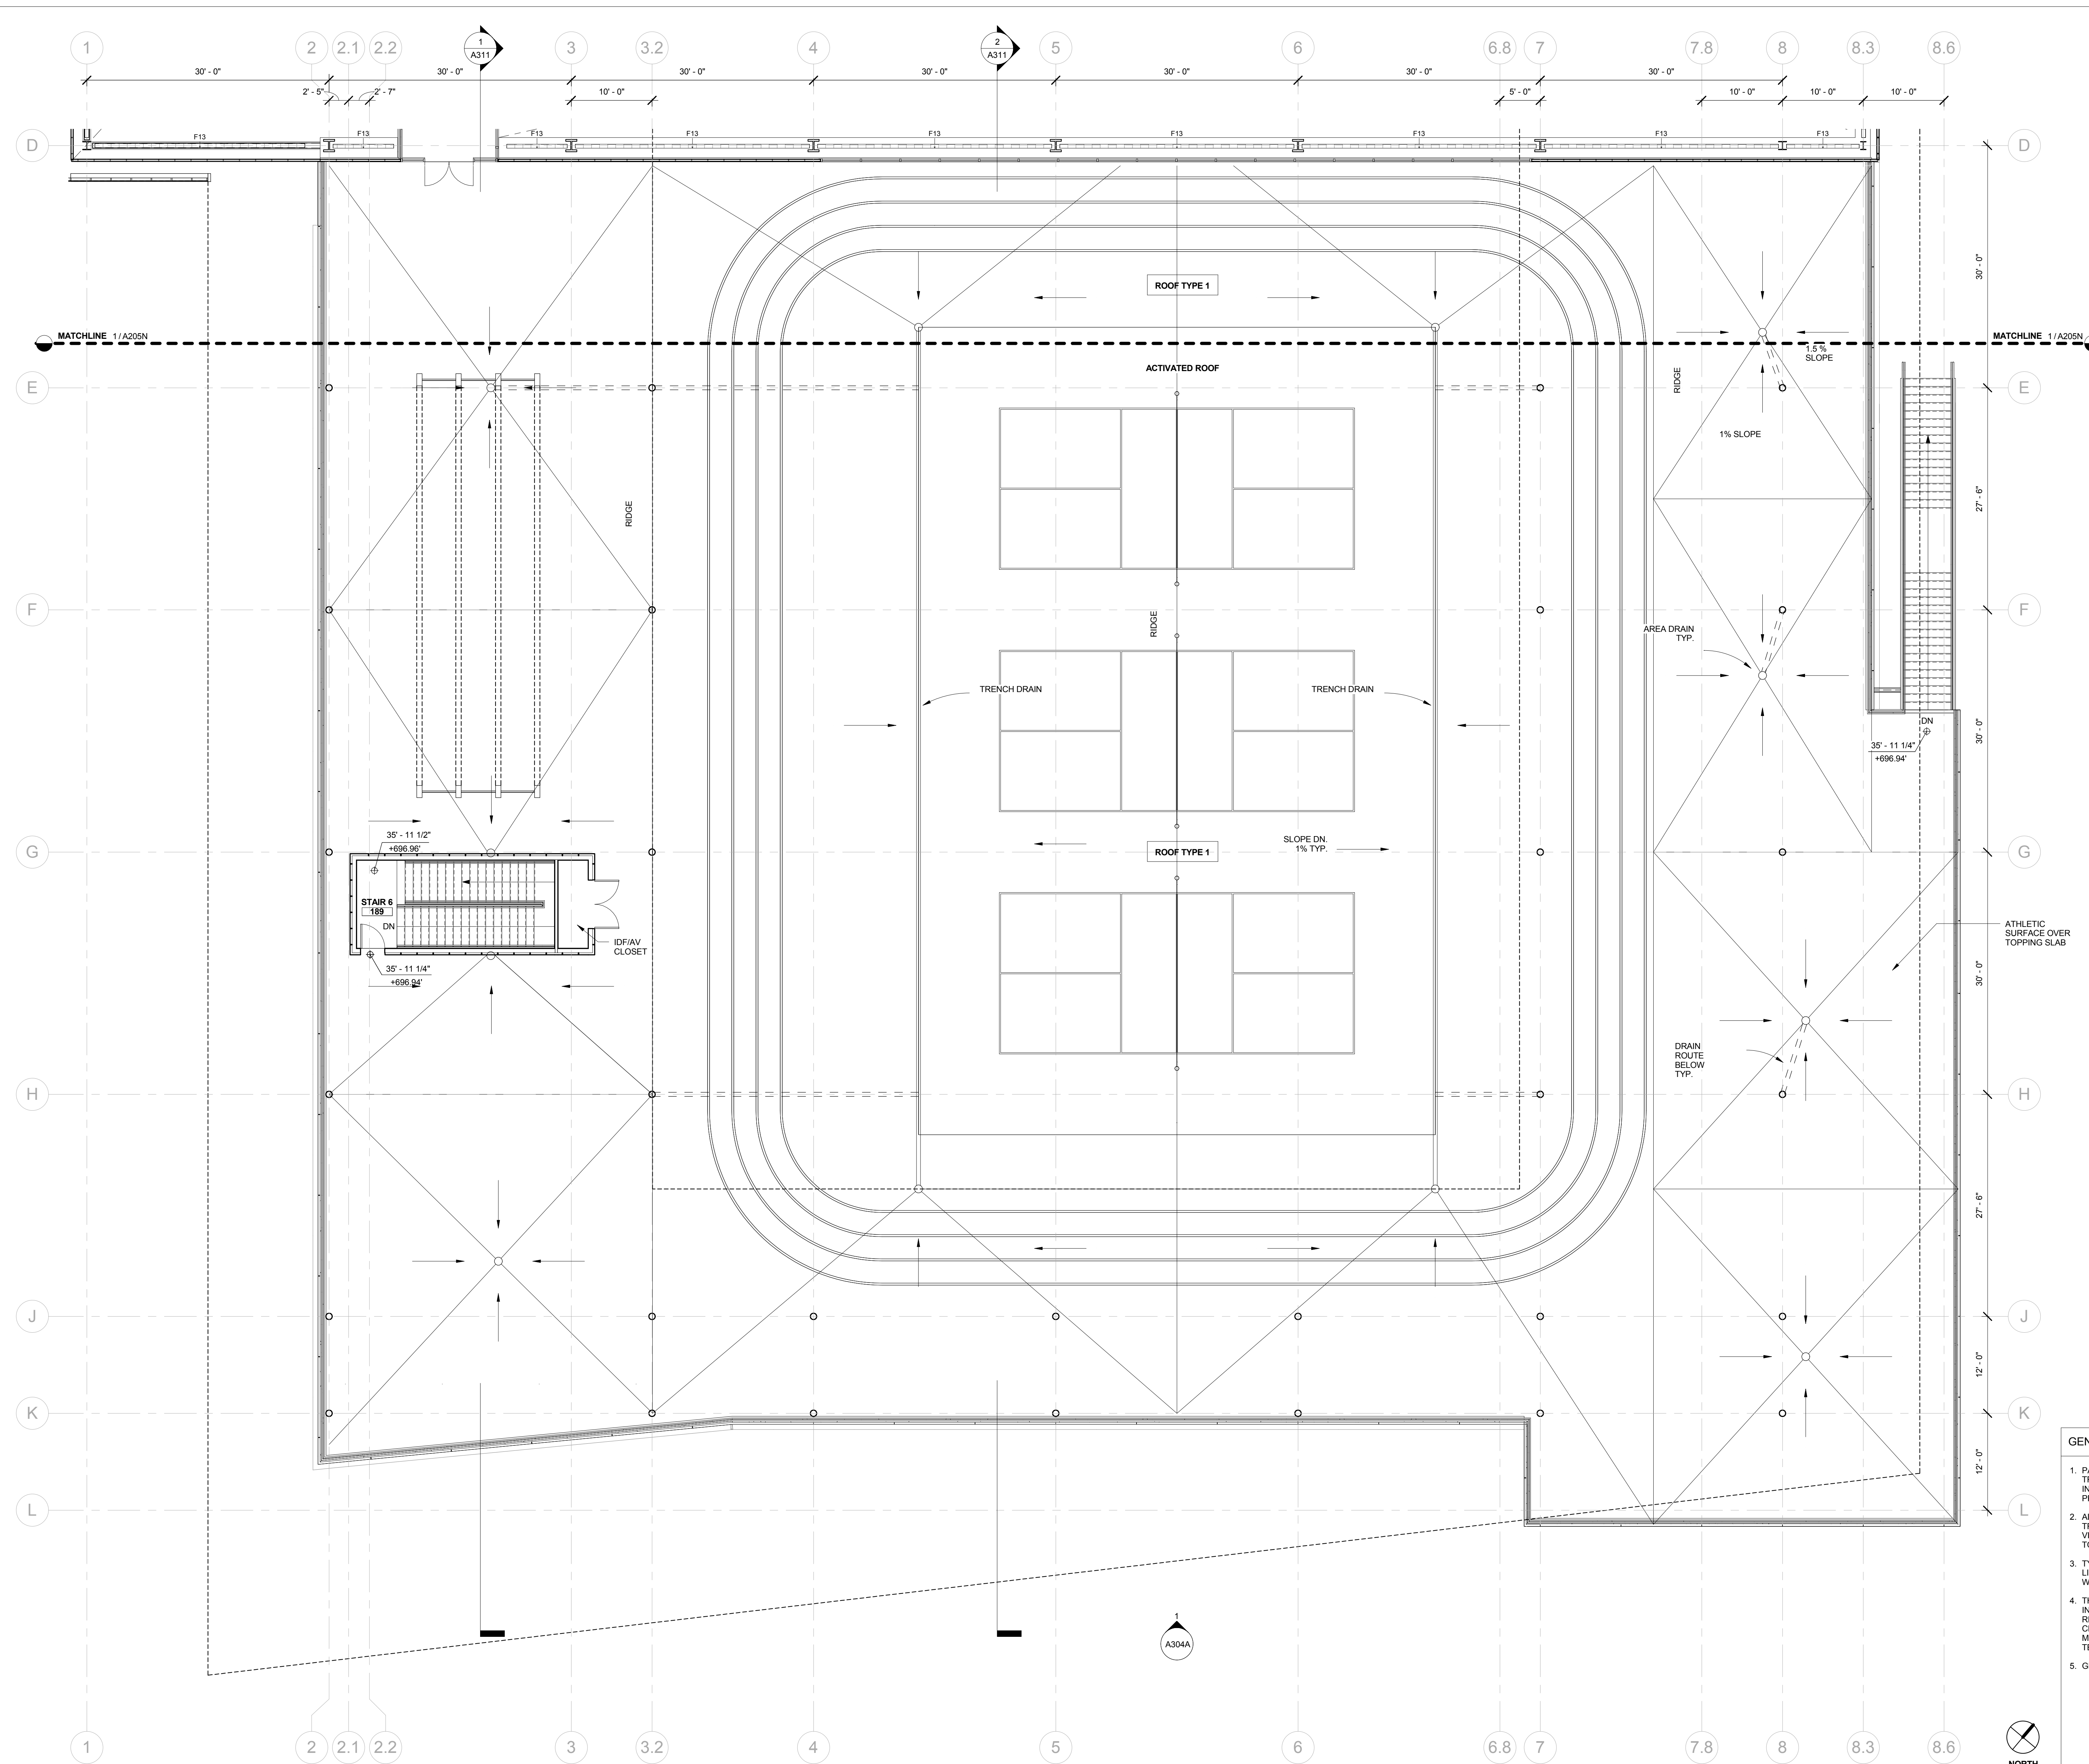 1
2
2.1
2.2
1
A311
3
3.2
4
2
A311
5
6
6.8
7
7.8
8
8.3
8.6
30' - 0"
30' - 0"
30' - 0"
30' - 0"
30' - 0"
30' - 0"
30' - 0"
2' - 5"
2' - 7"
10' - 0"
5' - 0"
10' - 0"
10' - 0"
10' - 0"
D
F13
F13
F13
F13
F13
F13
F13
F13
F13
D
30' - 0"
ROOF TYPE 1
MATCHLINE 1 / A205N
MATCHLINE 1 / A205N
1.5 %
SLOPE
ACTIVATED ROOF
E
RIDGE
E
1% SLOPE
RIDGE
27' - 6"
F
RIDGE
F
AREA DRAIN
TYP.
TRENCH DRAIN
TRENCH DRAIN
DN
30' - 0"
35' - 11 1/4"
+696.94'
35' - 11 1/2"
+696.96'
SLOPE DN.
1% TYP.
G
ROOF TYPE 1
G
STAIR 6
189
DN
IDF/AV
CLOSET
35' - 11 1/4"
+696.94'
ATHLETIC
SURFACE OVER
TOPPING SLAB
30' - 0"
DRAIN
ROUTE
BELOW
TYP.
H
H
27' - 6"
J
J
12' - 0"
K
K
12' - 0"
L
L
1
A304A
1.
2.
3.
4.
5.
1
2
2.1
2.2
3
3.2
4
5
6
6.8
7
7.8
8
8.3
8.6
NORTH